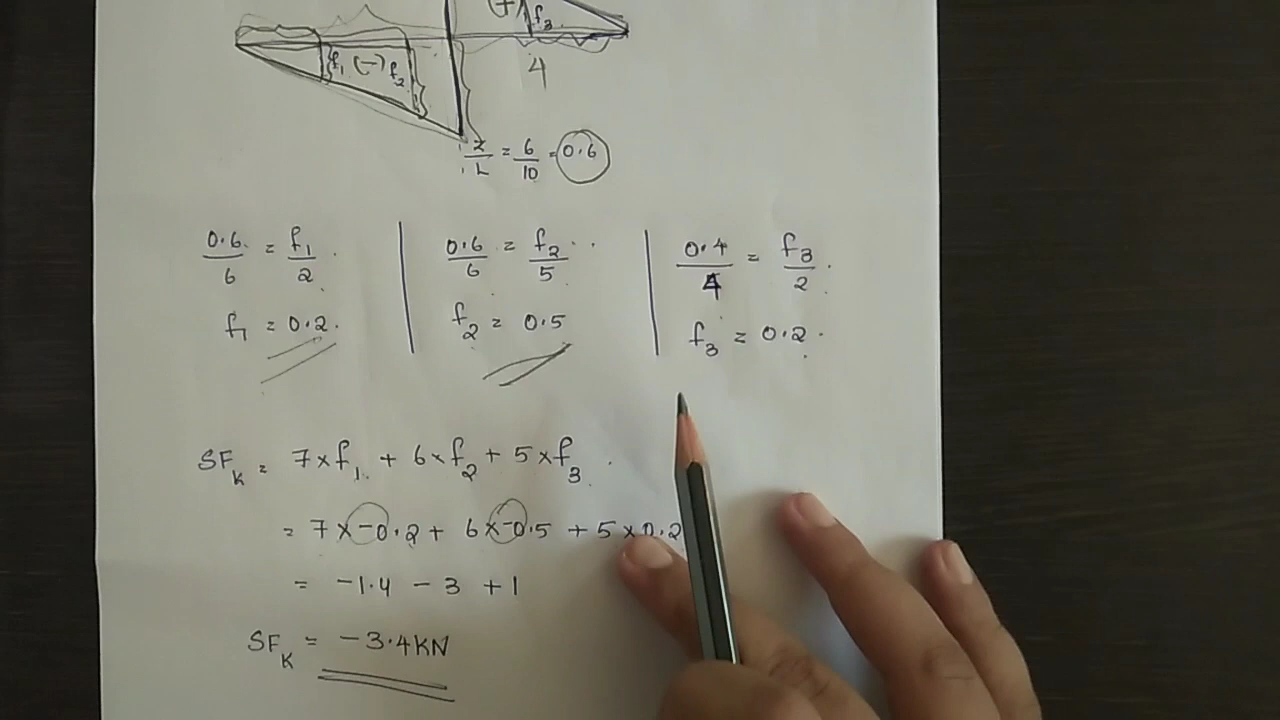 (+) f3
f1 (-) f2
4
z/L = 6/10 = 0.6
0.6/6 = f1/2
f1 = 0.2.
0.6/6 = f2/5
f2 = 0.5
0.4/4 = f3/2
f3 = 0.2
SFK = 7×f1 + 6×f2 + 5×f3
= 7×-0.2 + 6×-0.5 + 5×0.2
= -1.4 - 3 + 1
SFK = -3.4KN